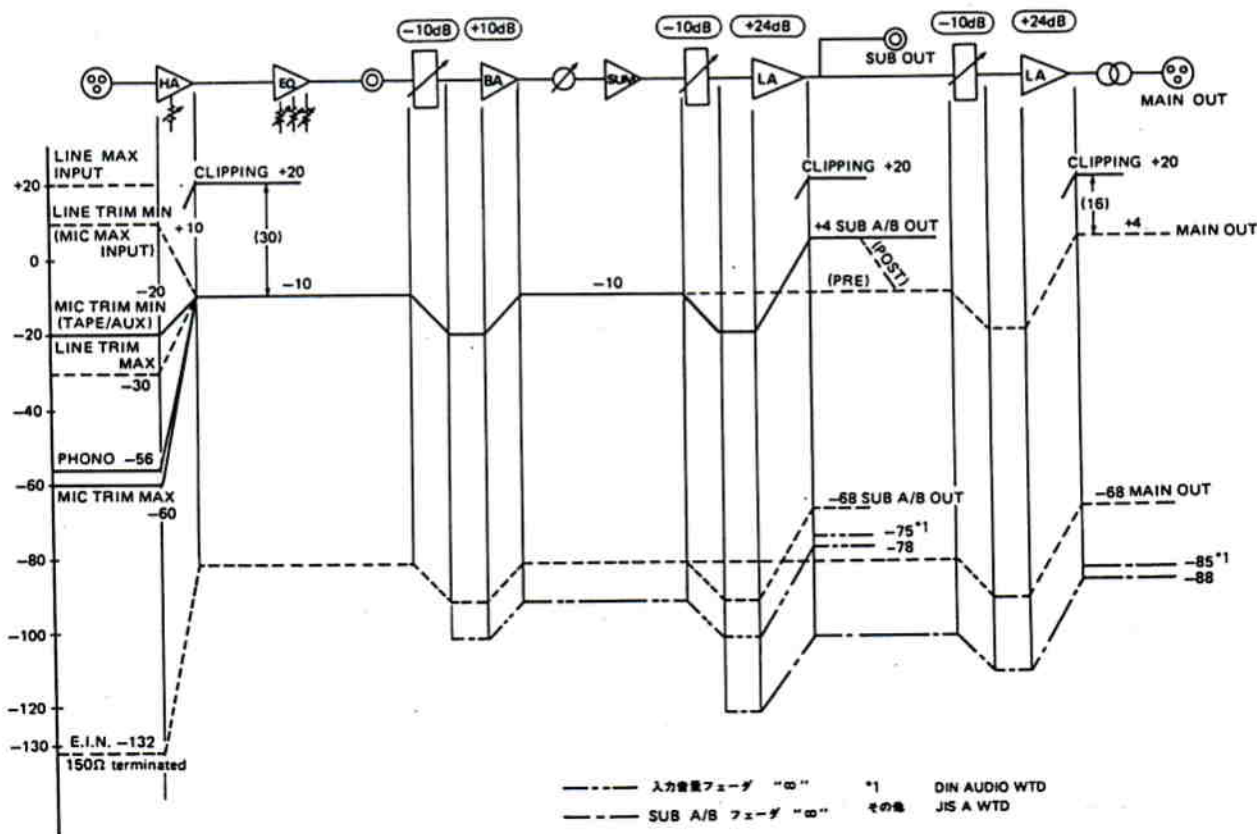 -10dB +10dB -10dB +24dB -10dB +24dB
SUB OUT
HA EQ BA SUM LA LA
MAIN OUT
LINE MAX
INPUT
CLIPPING +20
CLIPPING +20
CLIPPING +20
+20
LINE TRIM MIN
(MIC MAX
INPUT)
+10
(30)
(16)
+4 SUB A/B OUT
+4
MAIN OUT
(POST)
(PRE)
0
-10
-10
-20
MIC TRIM MIN
(TAPE/AUX)
-20
LINE TRIM
MAX
-30
-40
PHONO -56
-60
MIC TRIM MAX
-60
-68 SUB A/B OUT
-68 MAIN OUT
-75*1
-78
-80
-85*1
-88
-100
-120
-130
E.I.N. -132
150Ω terminated
入力音量フェーダ "∞" *1 DIN AUDIO WTD
SUB A/B フェーダ "∞" その他 JIS A WTD